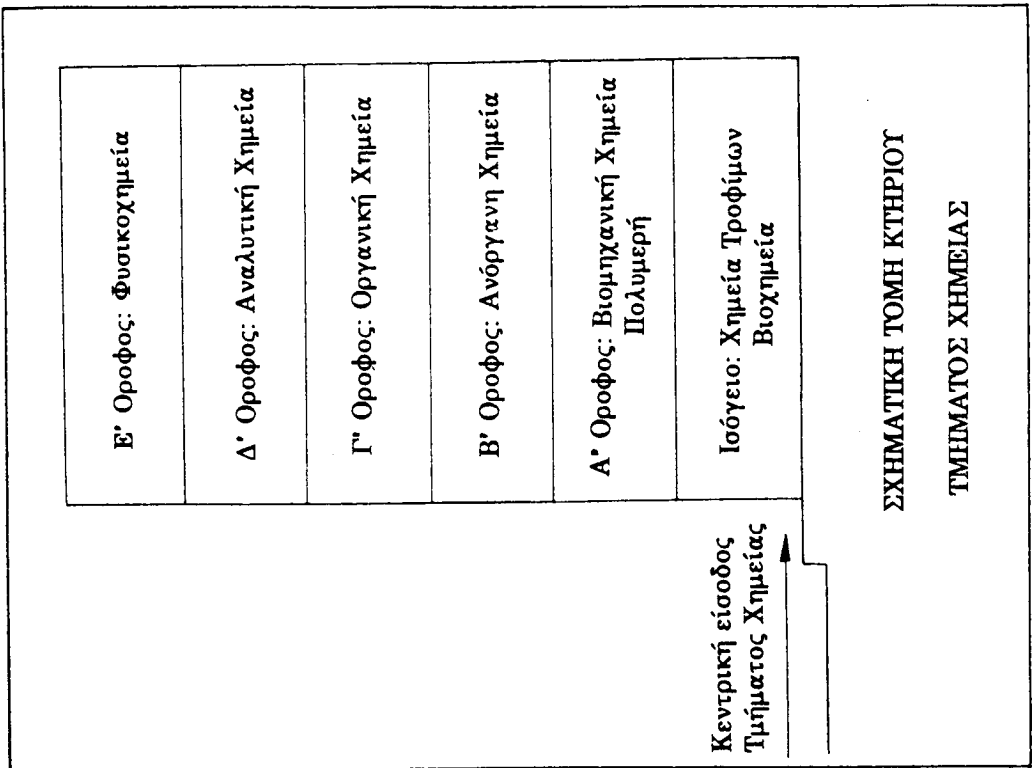 Ε' Οροφος: Φυσικοχημεία
Δ' Οροφος: Αναλυτική Χημεία
Γ' Οροφος: Οργανική Χημεία
Β' Οροφος: Ανόργανη Χημεία
Α' Οροφος: Βιομηχανική Χημεία
Πολυμερή
Ισόγειο: Χημεία Τροφίμων
Βιοχημεία
Κεντρική είσοδος
Τμήματος Χημείας
ΣΧΗΜΑΤΙΚΗ ΤΟΜΗ ΚΤΗΡΙΟΥ
ΤΜΗΜΑΤΟΣ ΧΗΜΕΙΑΣ